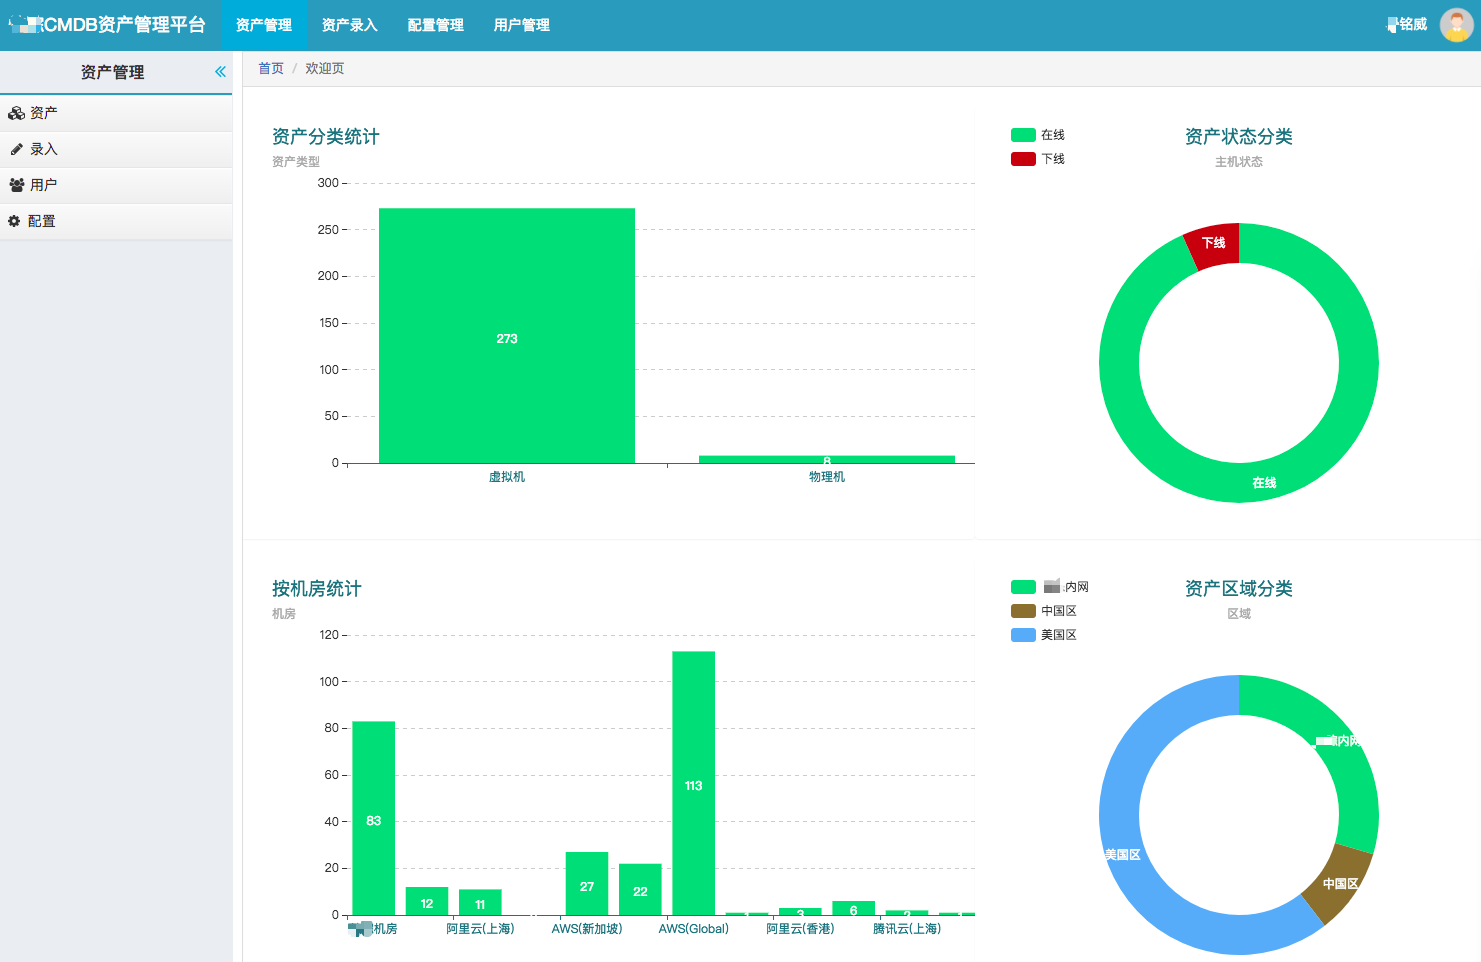 CMDB资产管理平台
资产管理
资产录入
配置管理
用户管理
铭威
资产管理
资产
录入
用户
配置
首页 / 欢迎页
资产分类统计
资产类型
300
250
200
150
100
50
0
273
8
虚拟机
物理机
在线
下线
资产状态分类
主机状态
下线
在线
按机房统计
机房
120
100
80
60
40
20
0
83
12
11
27
22
113
1
3
6
2
1
机房
阿里云(上海)
AWS(新加坡)
AWS(Global)
阿里云(香港)
腾讯云(上海)
内网
中国区
美国区
资产区域分类
区域
内网
中国区
美国区